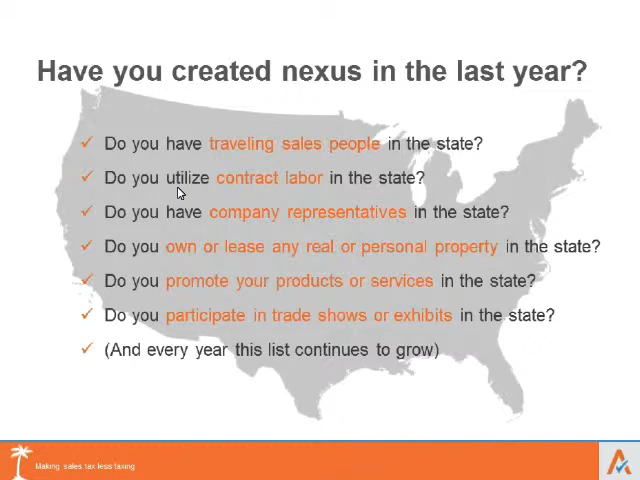 Have you created nexus in the last year?
✓ Do you have traveling sales people in the state?
✓ Do you utilize contract labor in the state?
✓ Do you have company representatives in the state?
✓ Do you own or lease any real or personal property in the state?
✓ Do you promote your products or services in the state?
✓ Do you participate in trade shows or exhibits in the state?
✓ (And every year this list continues to grow)
Making sales tax less taxing